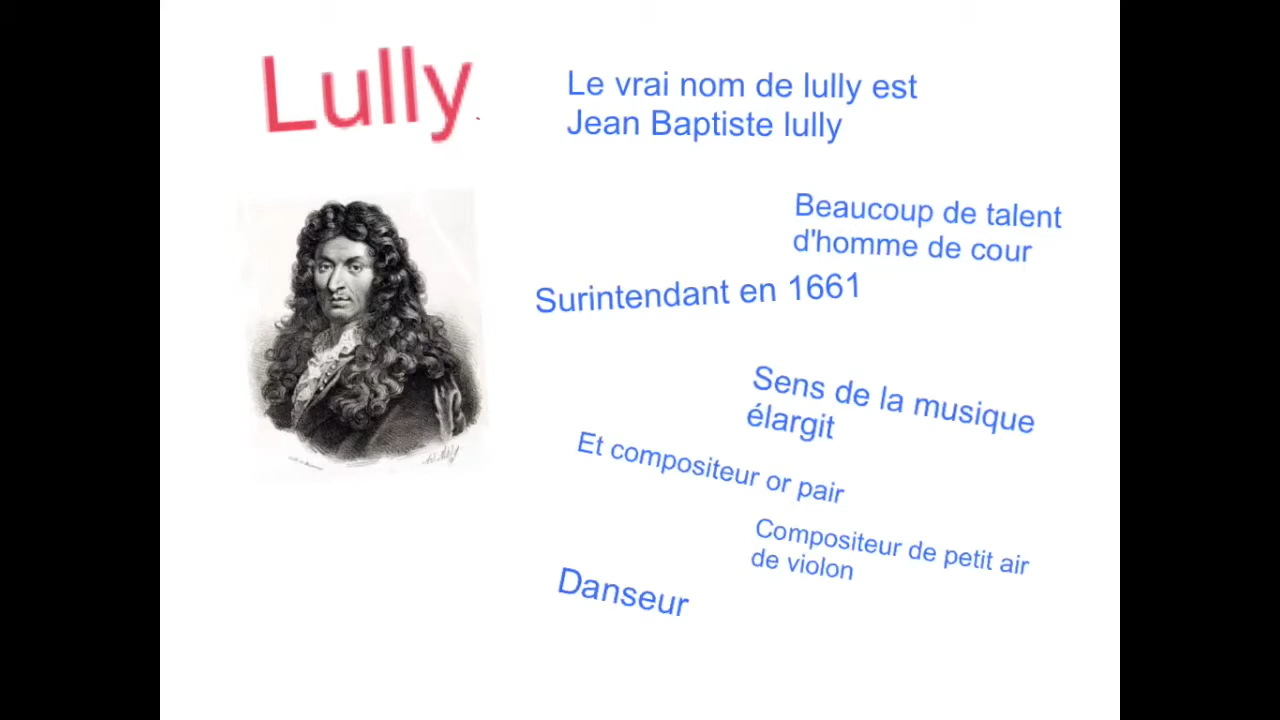 Lully
Le vrai nom de lully est
Jean Baptiste lully
Beaucoup de talent
d'homme de cour
Surintendant en 1661
Sens de la musique
élargit
Et compositeur or pair
Compositeur de petit air
de violon
Danseur